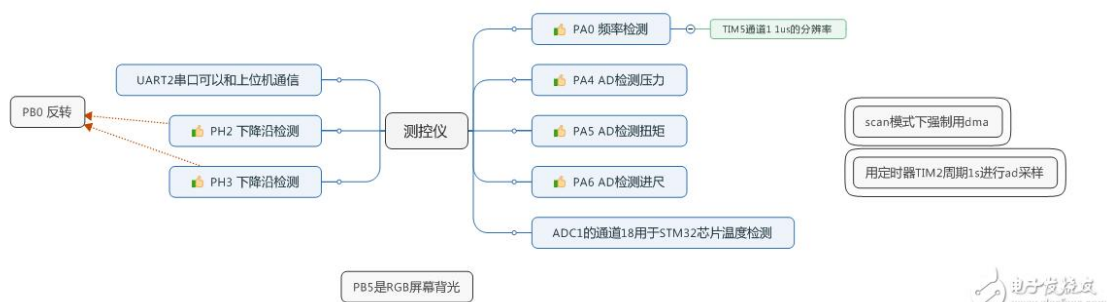 PB0 反转
UART2串口可以和上位机通信
PH2 下降沿检测
PH3 下降沿检测
测控仪
PA0 频率检测
TIM5通道1 1us的分辨率
PA4 AD检测压力
PA5 AD检测扭矩
PA6 AD检测进尺
ADC1的通道18用于STM32芯片温度检测
scan模式下强制用dma
用定时器TIM2周期1s进行ad采样
PB5是RGB屏幕背光
电子发烧友